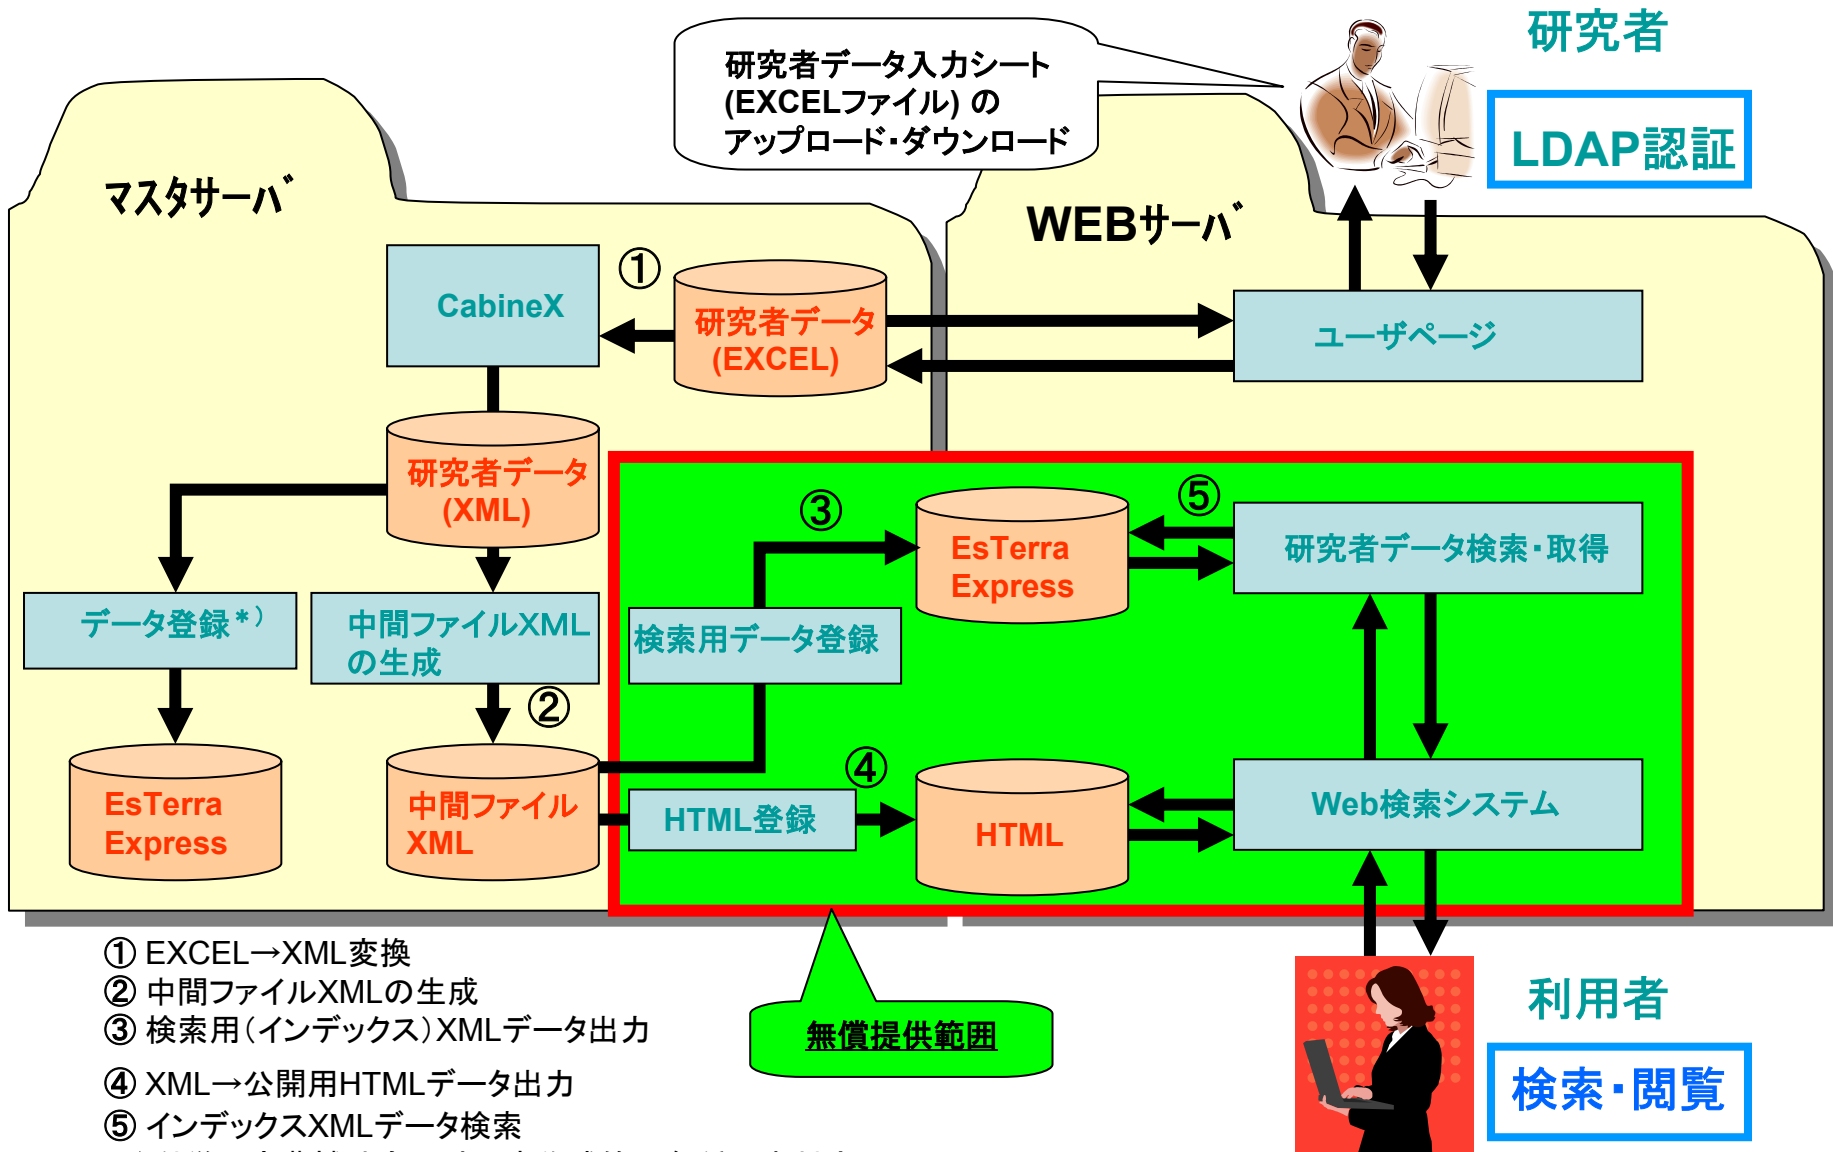 研究者
研究者データ入力シート
(EXCELファイル) の
アップロード・ダウンロード
LDAP認証
マスタサーバ
WEBサーバ
①
CabineX
研究者データ
(EXCEL)
ユーザページ
研究者データ
(XML)
③
⑤
EsTerra
Express
研究者データ検索・取得
データ登録*)
中間ファイルXML
の生成
検索用データ登録
②
④
EsTerra
Express
中間ファイル
XML
HTML登録
HTML
Web検索システム
① EXCEL→XML変換
② 中間ファイルXMLの生成
③ 検索用(インデックス)XMLデータ出力
④ XML→公開用HTMLデータ出力
⑤ インデックスXMLデータ検索
無償提供範囲
利用者
検索・閲覧